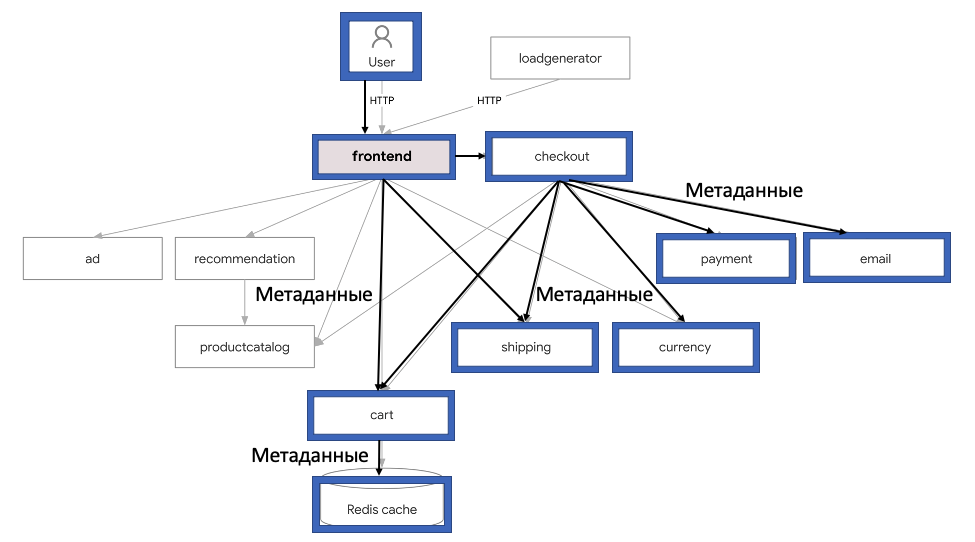 User
loadgenerator
HTTP
HTTP
frontend
checkout
Метаданные
ad
recommendation
payment
email
Метаданные
Метаданные
productcatalog
shipping
currency
cart
Метаданные
Redis cache